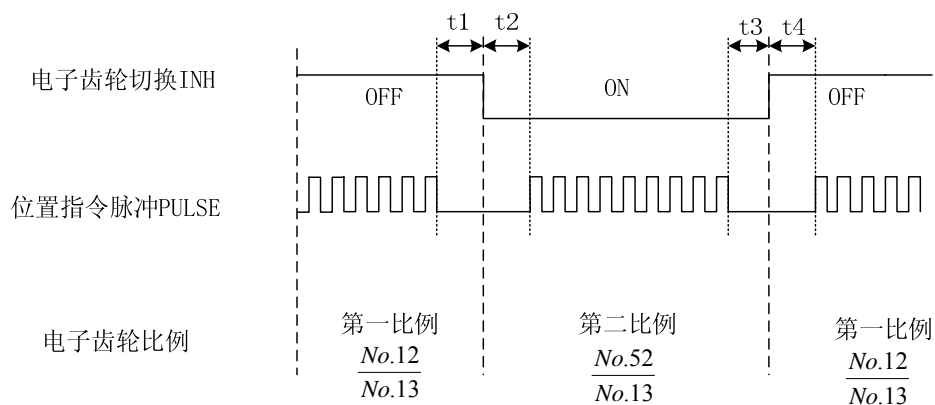 t1 t2 t3 t4
电子齿轮切换INH
OFF ON OFF
位置指令脉冲PULSE
电子齿轮比例
第一比例 第二比例 第一比例
No.12 No.52 No.12
No.13 No.13 No.13